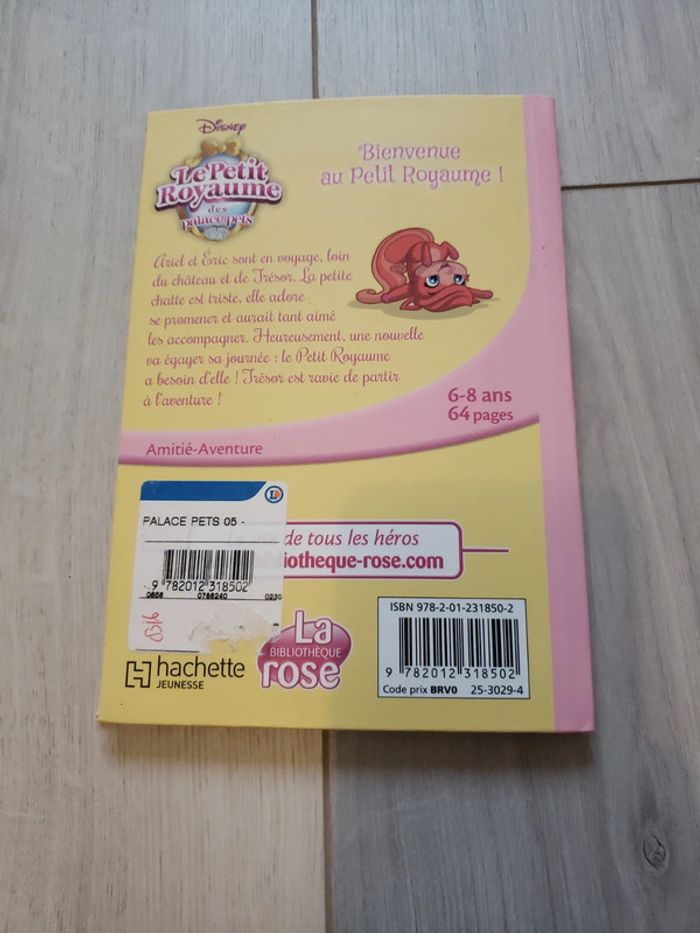 Disney
Le Petit
Royaume
des
palace pets
Bienvenue
au Petit Royaume !
Ariel et Éric sont en voyage, loin
du château et de Trésor. La petite
chatte est triste, elle adore
se promener et aurait tant aimé
les accompagner. Heureusement, une nouvelle
va égayer sa journée : le Petit Royaume
a besoin d'elle ! Trésor est ravie de partir
à l'aventure !
6-8 ans
64 pages
Amitié-Aventure
PALACE PETS 05 -
9 782012 318502
0766240
de tous les héros
bliotheque-rose.com
hachette
JEUNESSE
La
BIBLIOTHÈQUE
rose
ISBN 978-2-01-231850-2
9 782012 318502
Code prix BRV0 25-3029-4